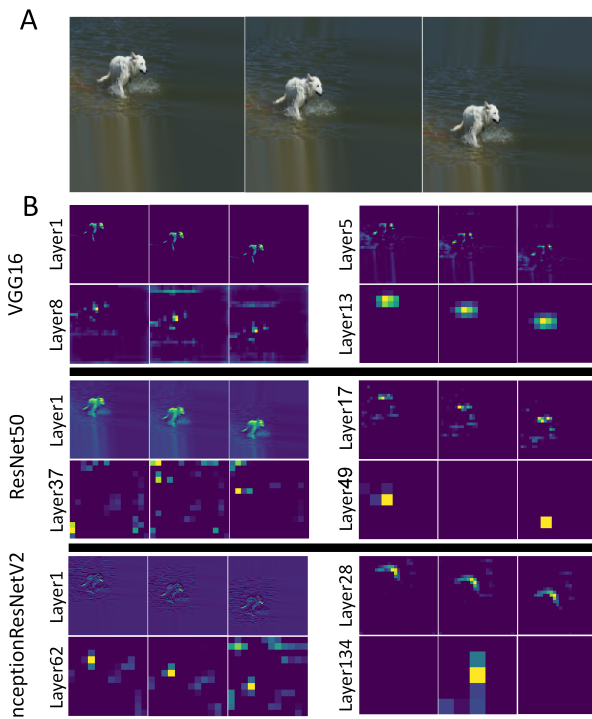 A
B
VGG16
Layer1
Layer5
Layer8
Layer13
ResNet50
Layer1
Layer17
Layer37
Layer49
nceptionResNetV2
Layer1
Layer28
Layer62
Layer134